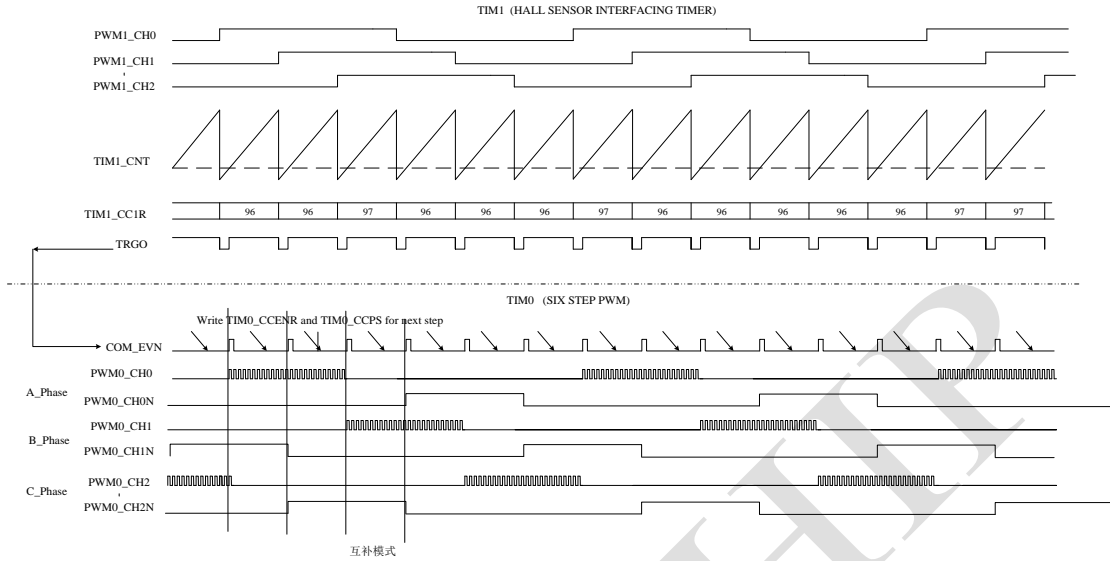 TIM1 (HALL SENSOR INTERFACING TIMER)
PWM1_CH0
PWM1_CH1
PWM1_CH2
TIM1_CNT
TIM1_CC1R 96 96 97 96 96 96 97 96 96 96 96 96 97 97
TRGO
TIM0 (SIX STEP PWM)
Write TIM0_CCENR and TIM0_CCPS for next step
COM_EVN
PWM0_CH0
A_Phase
PWM0_CH0N
PWM0_CH1
B_Phase
PWM0_CH1N
PWM0_CH2
C_Phase
PWM0_CH2N
互补模式
HIP